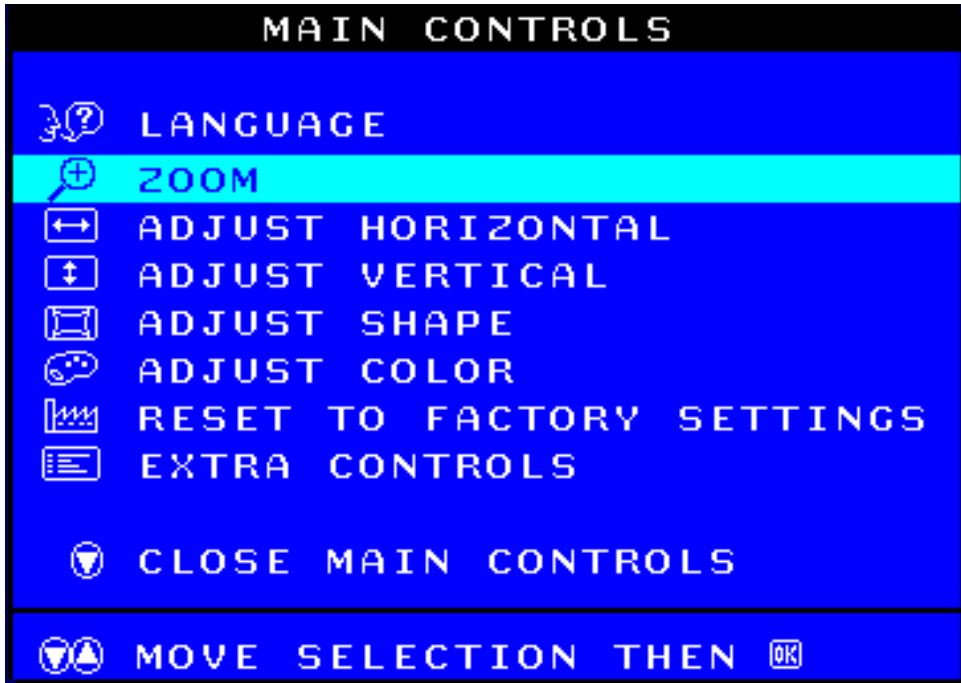 MAIN CONTROLS
LANGUAGE
ZOOM
ADJUST HORIZONTAL
ADJUST VERTICAL
ADJUST SHAPE
ADJUST COLOR
RESET TO FACTORY SETTINGS
EXTRA CONTROLS
CLOSE MAIN CONTROLS
MOVE SELECTION THEN OK